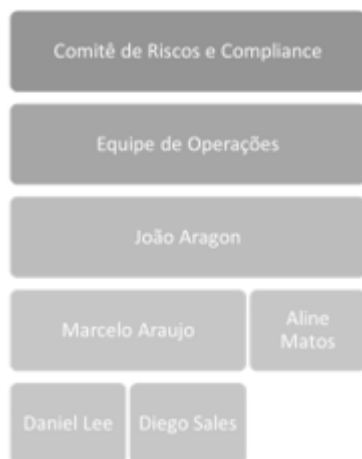 Comitê de Riscos e Compliance
Equipe de Operações
João Aragon
Marcelo Araujo
Aline
Matos
Daniel Lee
Diego Sales